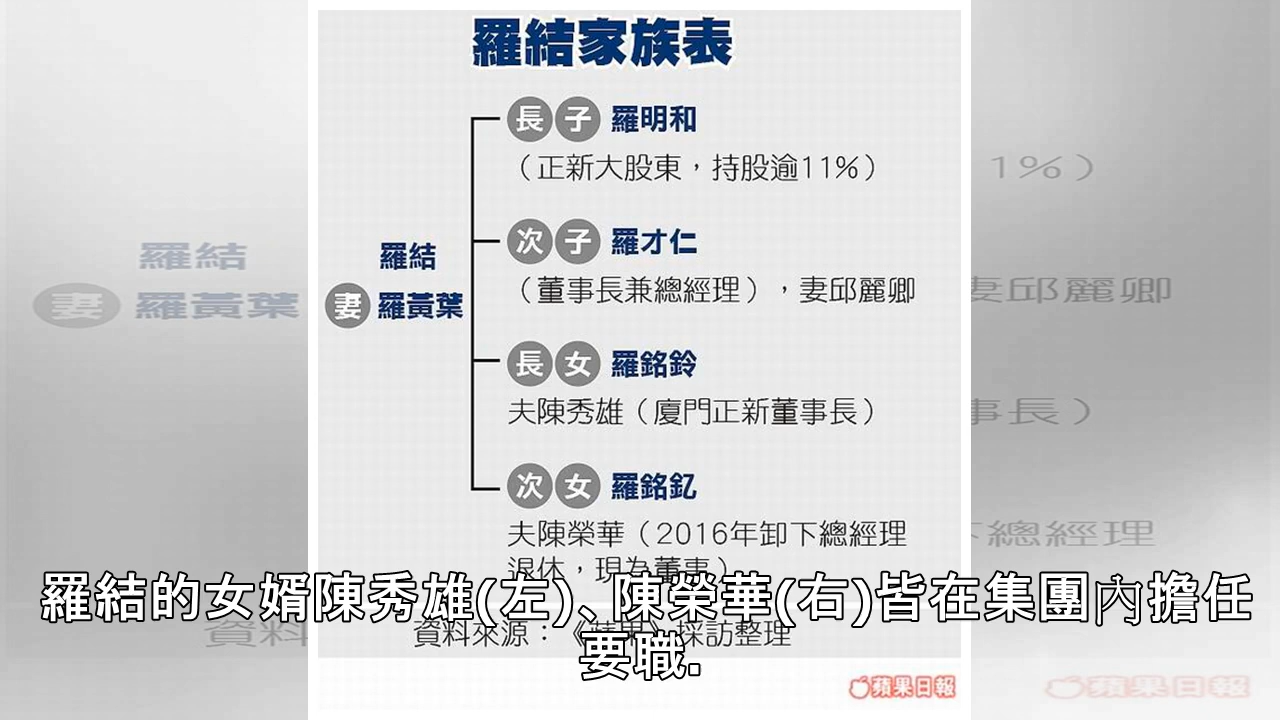 羅結家族表
長子 羅明和
（正新大股東，持股逾11%）
次子 羅才仁
（董事長兼總經理），妻邱麗卿
羅結
妻 羅黃葉
長女 羅銘鈴
夫陳秀雄（廈門正新董事長）
次女 羅銘釔
夫陳榮華（2016年卸下總經理
退休，現為董事）
資料來源：《蘋果》採訪整理
羅結的女婿陳秀雄(左)、陳榮華(右)皆在集團內擔任
要職.
蘋果日報